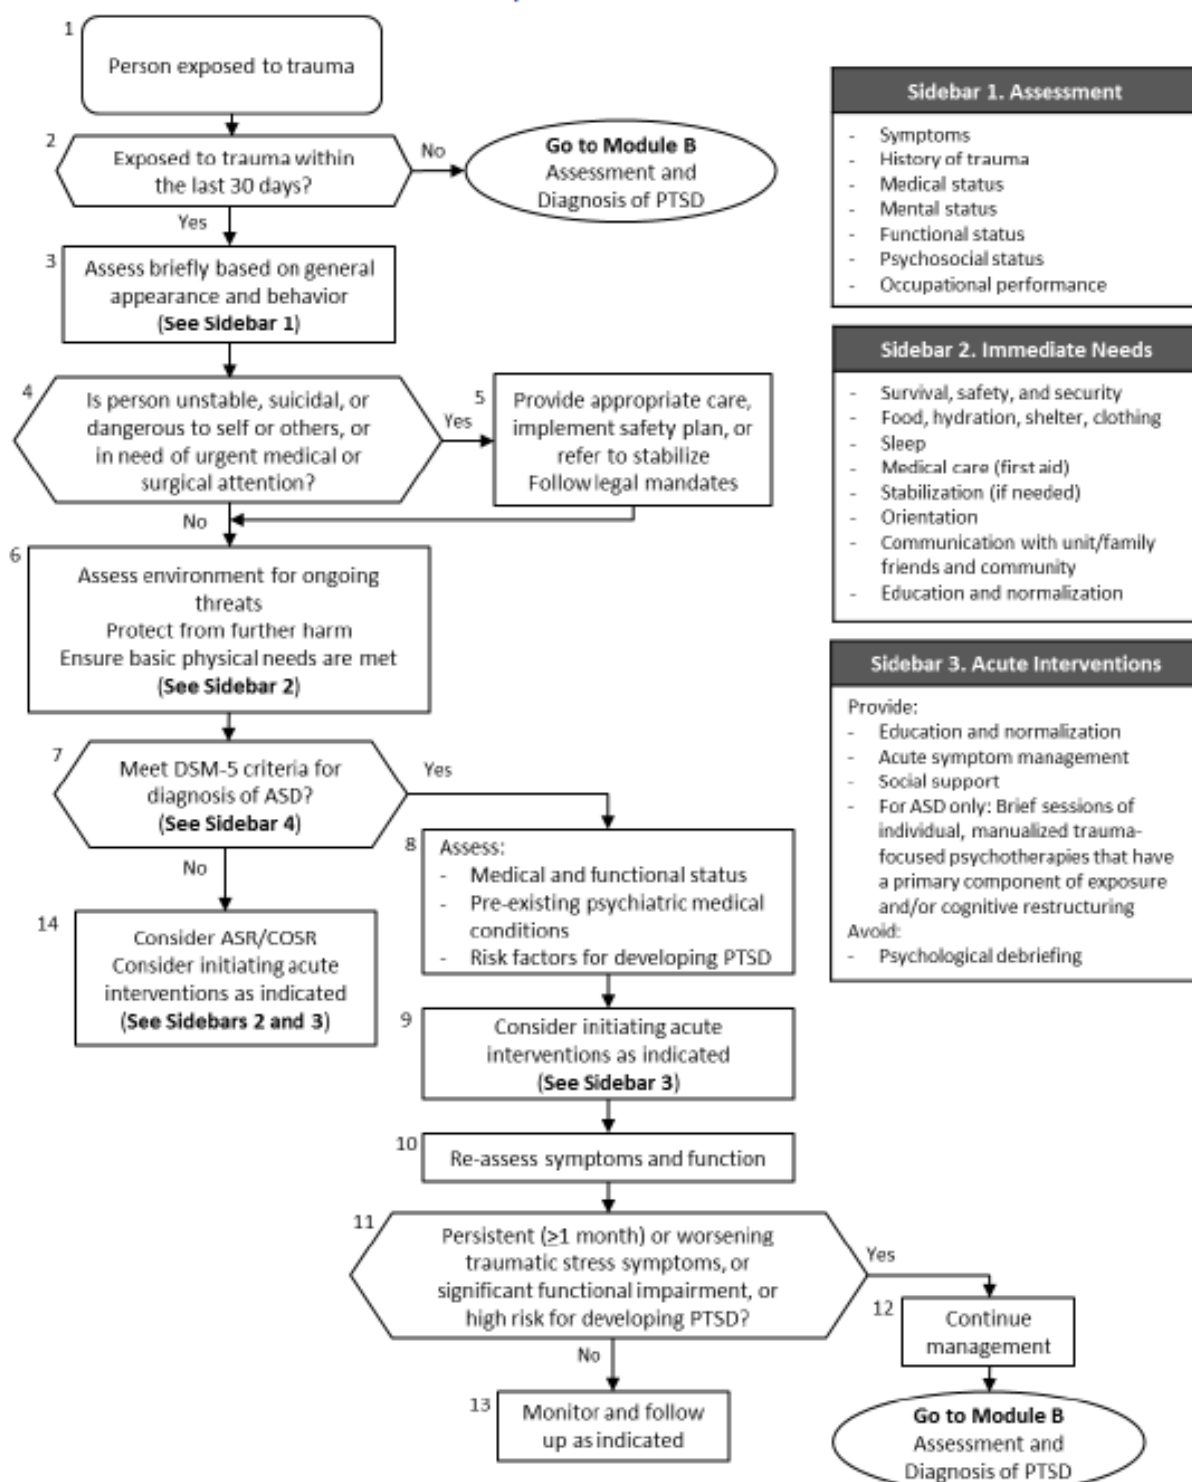 1
Person exposed to trauma
2
Exposed to trauma within
the last 30 days?
No
Go to Module B
Assessment and
Diagnosis of PTSD
Yes
3
Assess briefly based on general
appearance and behavior
(See Sidebar 1)
4
Is person unstable, suicidal, or
dangerous to self or others, or
in need of urgent medical or
surgical attention?
Yes
5
Provide appropriate care,
implement safety plan, or
refer to stabilize
Follow legal mandates
No
6
Assess environment for ongoing
threats
Protect from further harm
Ensure basic physical needs are met
(See Sidebar 2)
7
Meet DSM-5 criteria for
diagnosis of ASD?
(See Sidebar 4)
Yes
No
8
Assess:
- Medical and functional status
- Pre-existing psychiatric medical
conditions
- Risk factors for developing PTSD
14
Consider ASR/COSR
Consider initiating acute
interventions as indicated
(See Sidebars 2 and 3)
9
Consider initiating acute
interventions as indicated
(See Sidebar 3)
10
Re-assess symptoms and function
11
Persistent (≥1 month) or worsening
traumatic stress symptoms, or
significant functional impairment, or
high risk for developing PTSD?
Yes
12
Continue
management
No
13
Monitor and follow
up as indicated
Go to Module B
Assessment and
Diagnosis of PTSD
Sidebar 1. Assessment
- Symptoms
- History of trauma
- Medical status
- Mental status
- Functional status
- Psychosocial status
- Occupational performance
Sidebar 2. Immediate Needs
- Survival, safety, and security
- Food, hydration, shelter, clothing
- Sleep
- Medical care (first aid)
- Stabilization (if needed)
- Orientation
- Communication with unit/family
friends and community
- Education and normalization
Sidebar 3. Acute Interventions
Provide:
- Education and normalization
- Acute symptom management
- Social support
- For ASD only: Brief sessions of
individual, manualized trauma-
focused psychotherapies that have
a primary component of exposure
and/or cognitive restructuring
Avoid:
- Psychological debriefing